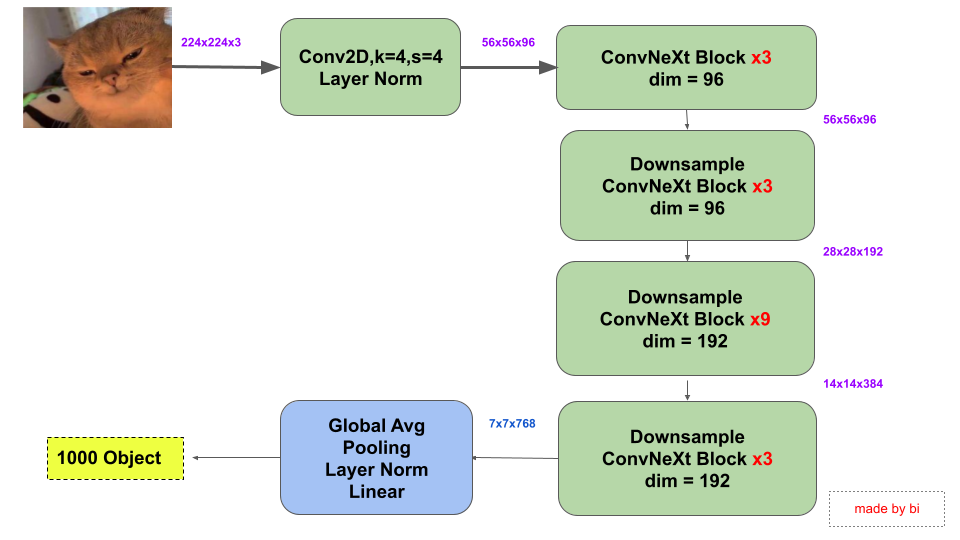 224x224x3
Conv2D,k=4,s=4
Layer Norm
56x56x96
ConvNeXt Block x3
dim = 96
56x56x96
Downsample
ConvNeXt Block x3
dim = 96
28x28x192
Downsample
ConvNeXt Block x9
dim = 192
14x14x384
Downsample
ConvNeXt Block x3
dim = 192
7x7x768
Global Avg
Pooling
Layer Norm
Linear
1000 Object
made by bi